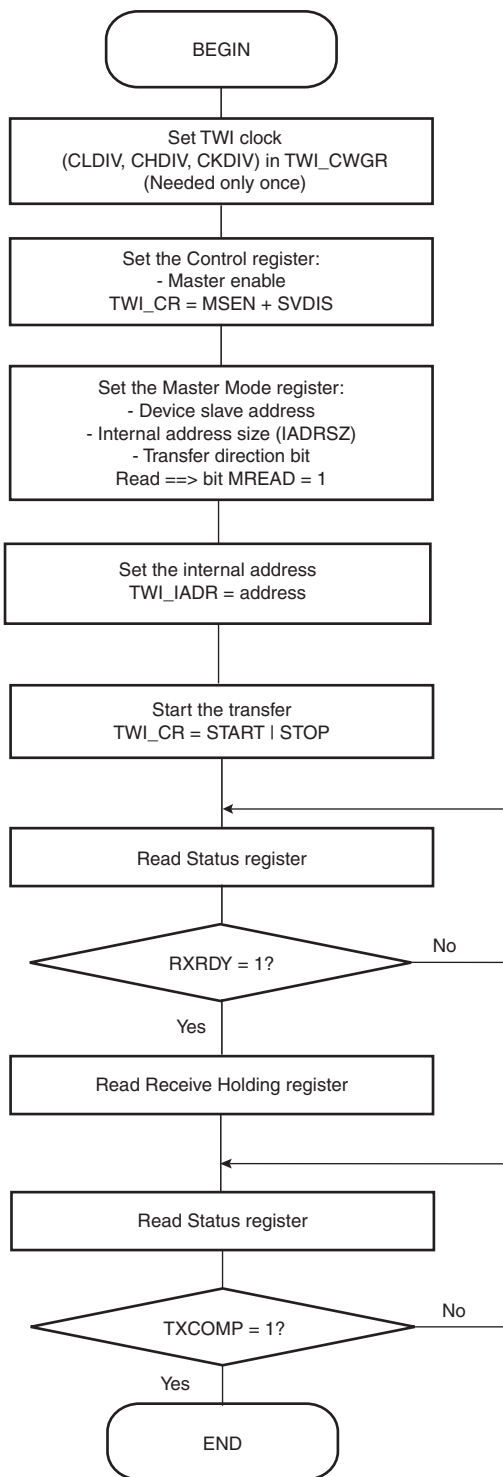 BEGIN
Set TWI clock
(CLDIV, CHDIV, CKDIV) in TWI_CWGR
(Needed only once)
Set the Control register:
- Master enable
TWI_CR = MSEN + SVDIS
Set the Master Mode register:
- Device slave address
- Internal address size (IADRSZ)
- Transfer direction bit
Read ==> bit MREAD = 1
Set the internal address
TWI_IADR = address
Start the transfer
TWI_CR = START | STOP
Read Status register
RXRDY = 1?
No
Yes
Read Receive Holding register
Read Status register
TXCOMP = 1?
No
Yes
END